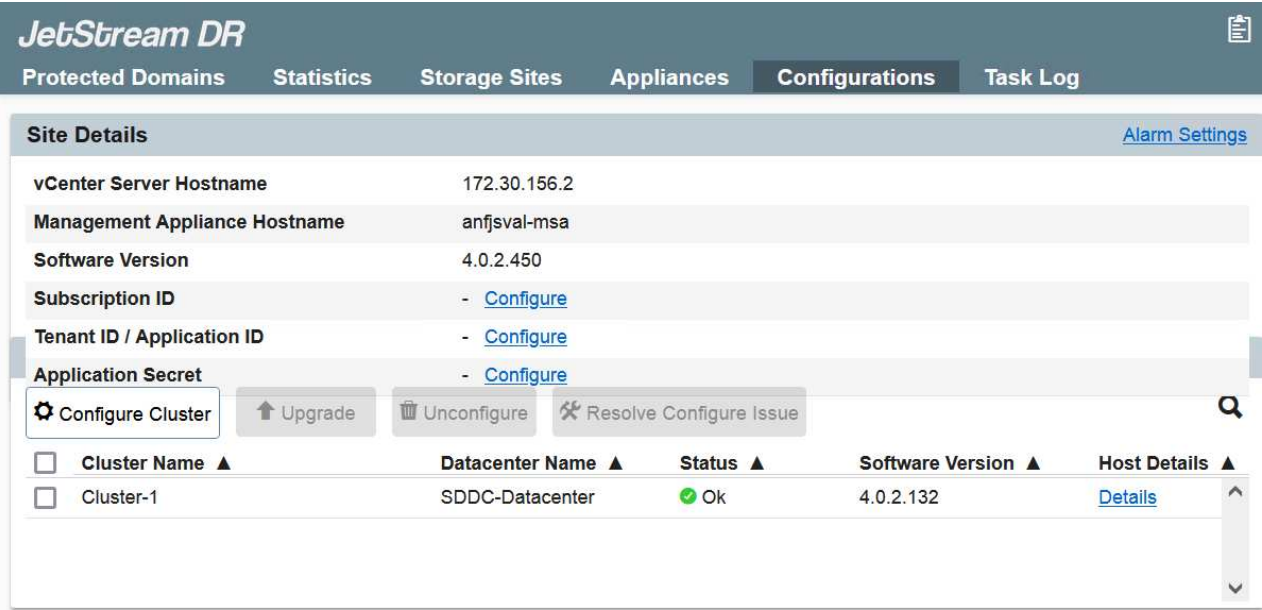 JetStream DR
Protected Domains Statistics Storage Sites Appliances Configurations Task Log
Site Details Alarm Settings
vCenter Server Hostname 172.30.156.2
Management Appliance Hostname anfjsval-msa
Software Version 4.0.2.450
Subscription ID - Configure
Tenant ID / Application ID - Configure
Application Secret - Configure
Configure Cluster Upgrade Unconfigure Resolve Configure Issue
Cluster Name ▲ Datacenter Name ▲ Status ▲ Software Version ▲ Host Details ▲
Cluster-1 SDDC-Datacenter Ok 4.0.2.132 Details